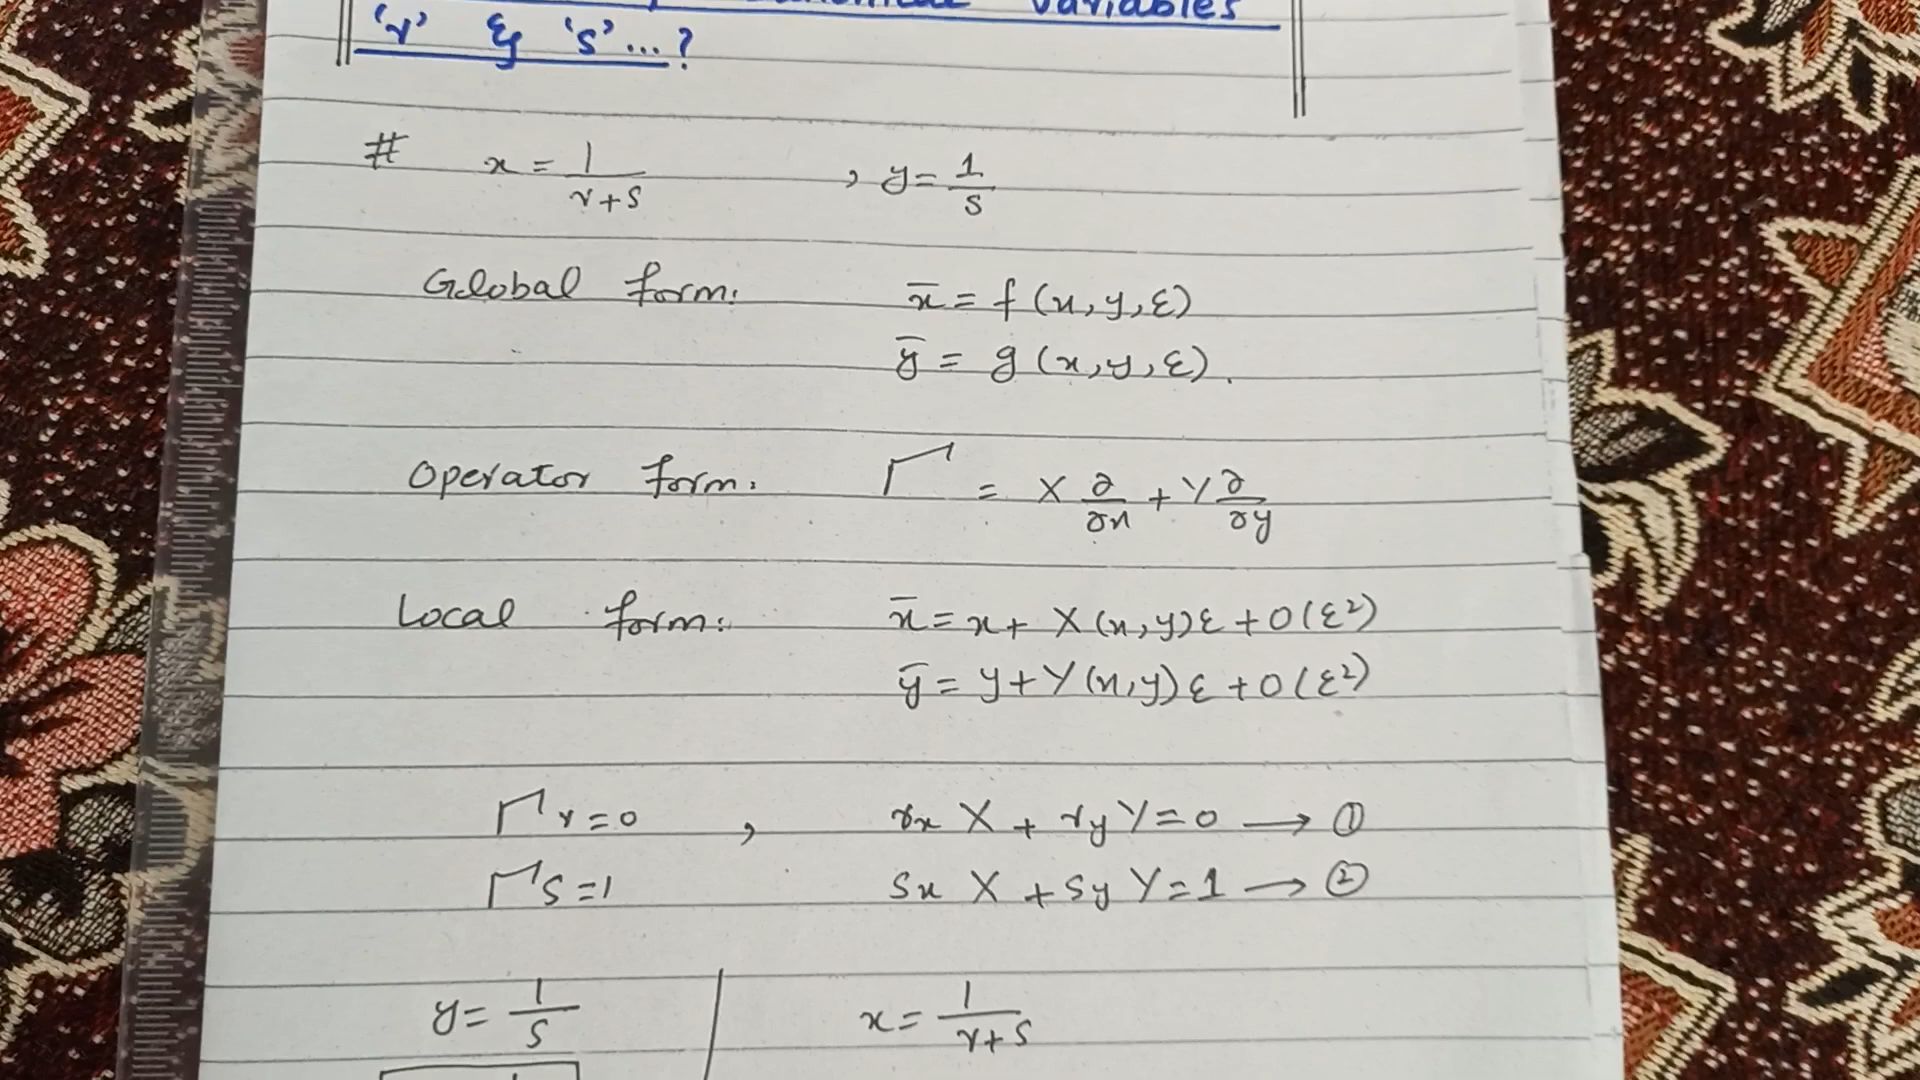 variables
'r' & 's'...?
# x = 1/(r+s) , y = 1/s
Global form: x̄ = f(x, y, ε)
ȳ = g(x, y, ε).
Operator form: Γ = X ∂/∂x + Y ∂/∂y
Local form: x̄ = x + X(x, y)ε + O(ε²)
ȳ = y + Y(x, y)ε + O(ε²)
Γr = 0 , rx X + ry Y = 0 → ①
Γs = 1 sx X + sy Y = 1 → ②
y = 1/s | x = 1/(r+s)